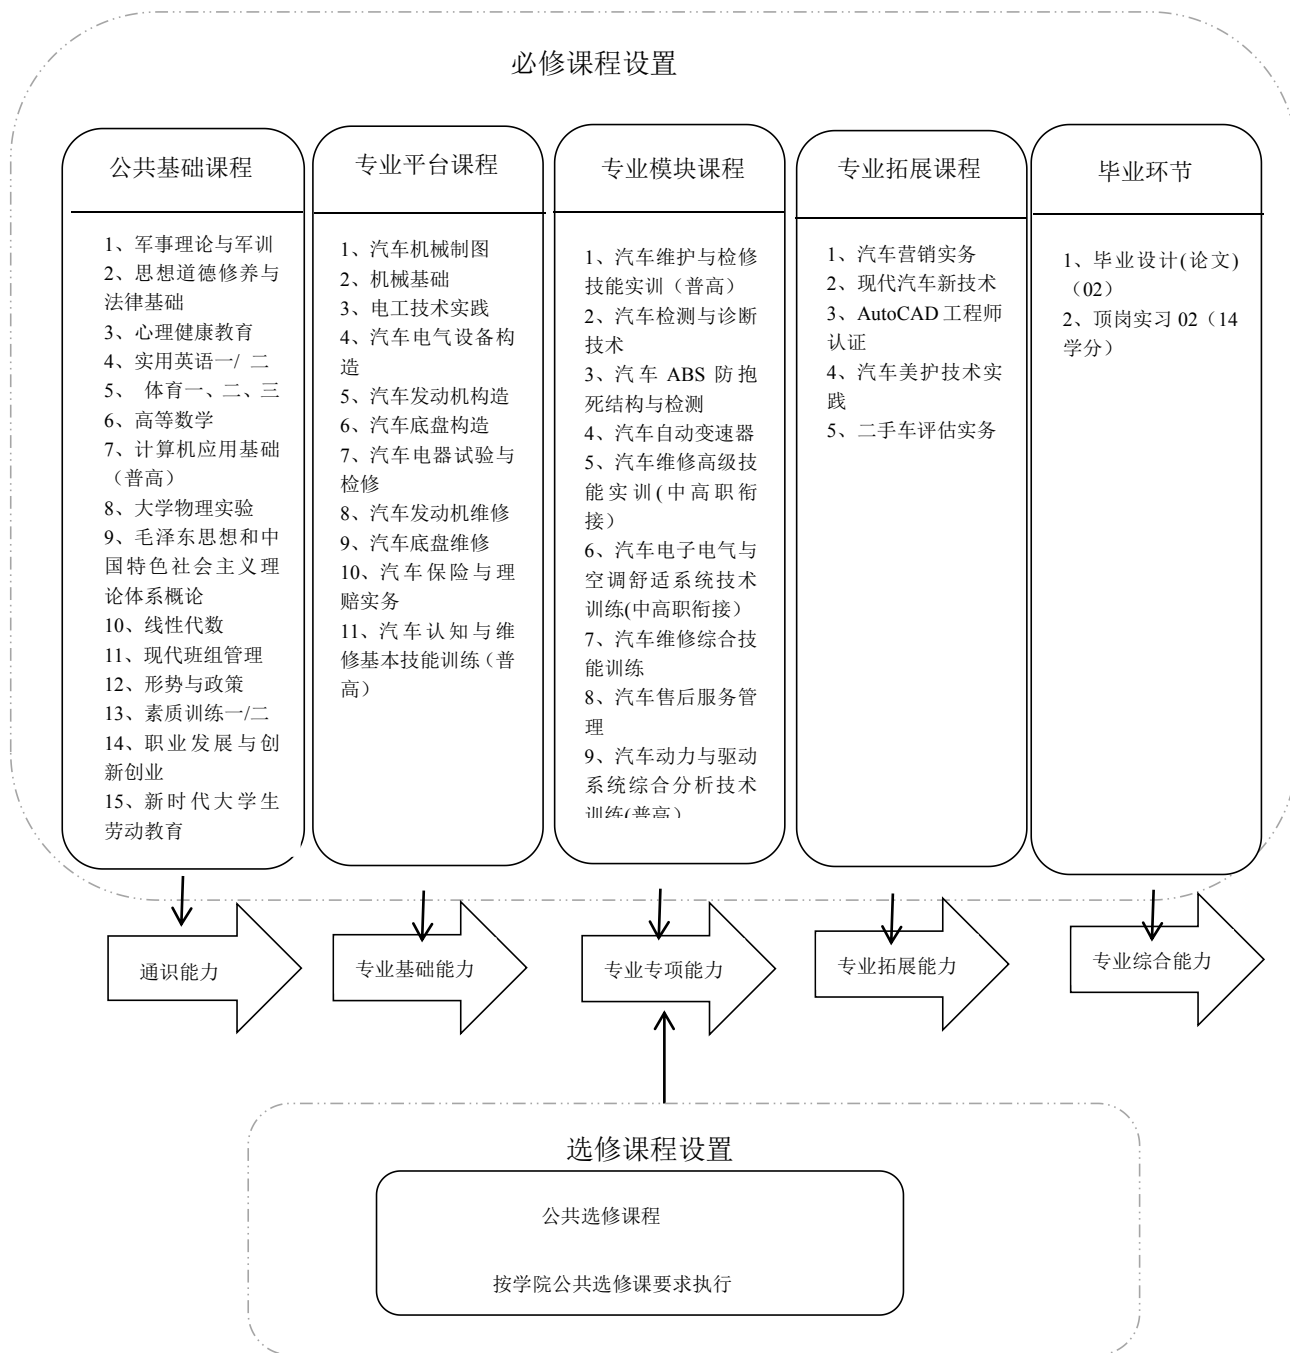 必修课程设置
公共基础课程
1、军事理论与军训
2、思想道德修养与
法律基础
3、心理健康教育
4、实用英语一/ 二
5、 体育一、二、三
6、高等数学
7、计算机应用基础
（普高）
8、大学物理实验
9、毛泽东思想和中
国特色社会主义理
论体系概论
10、线性代数
11、现代班组管理
12、形势与政策
13、素质训练一/二
14、职业发展与创
新创业
15、新时代大学生
劳动教育
专业平台课程
1、汽车机械制图
2、机械基础
3、电工技术实践
4、汽车电气设备构
造
5、汽车发动机构造
6、汽车底盘构造
7、汽车电器试验与
检修
8、汽车发动机维修
9、汽车底盘维修
10、汽车保险与理
赔实务
11、汽车认知与维
修基本技能训练（普
高）
专业模块课程
1、汽车维护与检修
技能实训（普高）
2、汽车检测与诊断
技术
3、汽车 ABS 防抱
死结构与检测
4、汽车自动变速器
5、汽车维修高级技
能实训(中高职衔
接）
6、汽车电子电气与
空调舒适系统技术
训练(中高职衔接）
7、汽车维修综合技
能训练
8、汽车售后服务管
理
9、汽车动力与驱动
系统综合分析技术
训练(普高）
专业拓展课程
1、汽车营销实务
2、现代汽车新技术
3、AutoCAD 工程师
认证
4、汽车美护技术实
践
5、二手车评估实务
毕业环节
1、毕业设计(论文)
（02）
2、顶岗实习 02（14
学分）
通识能力
专业基础能力
专业专项能力
专业拓展能力
专业综合能力
选修课程设置
公共选修课程
按学院公共选修课要求执行